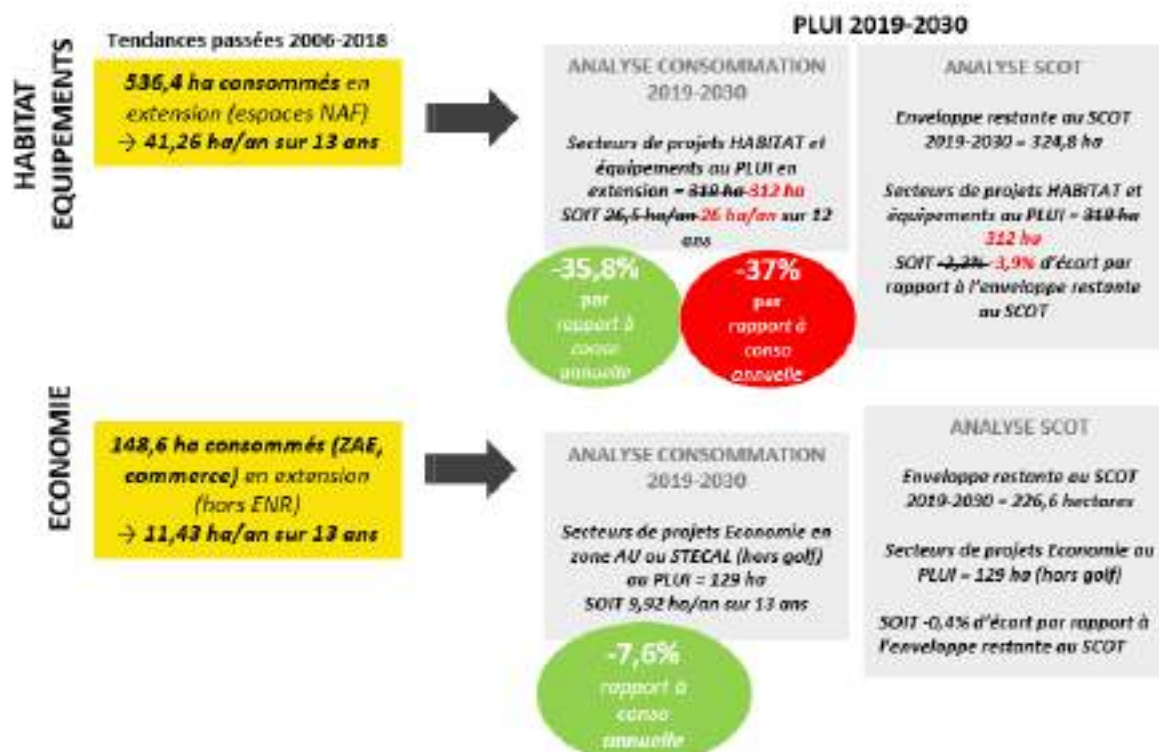 PLUI 2019-2030
HABITAT
EQUIPEMENTS
Tendances passées 2006-2018
536,4 ha consommés en
extension (espaces NAF)
→ 41,26 ha/an sur 13 ans
ANALYSE CONSOMMATION
2019-2030
Secteurs de projets HABITAT et
équipements au PLUI en
extension = 319 ha 312 ha
SOIT 26,5 ha/an 26 ha/an sur 12
ans
-35,8%
par
rapport à
conso
annuelle
-37%
par
rapport à
conso
annuelle
ANALYSE SCOT
Enveloppe restante au SCOT
2019-2030 = 324,8 ha
Secteurs de projets HABITAT et
équipements au PLUI = 319 ha
312 ha
SOIT -2,2% -3,9% d'écart par
rapport à l'enveloppe restante
au SCOT
ECONOMIE
148,6 ha consommés (ZAE,
commerce) en extension
(hors ENR)
→ 11,43 ha/an sur 13 ans
ANALYSE CONSOMMATION
2019-2030
Secteurs de projets Economie en
zone AU ou STECAL (hors golf)
au PLUI = 129 ha
SOIT 9,92 ha/an sur 13 ans
-7,6%
rapport à
conso
annuelle
ANALYSE SCOT
Enveloppe restante au SCOT
2019-2030 = 226,6 hectares
Secteurs de projets Economie au
PLUI = 129 ha (hors golf)
SOIT -0,4% d'écart par rapport à
l'enveloppe restante au SCOT